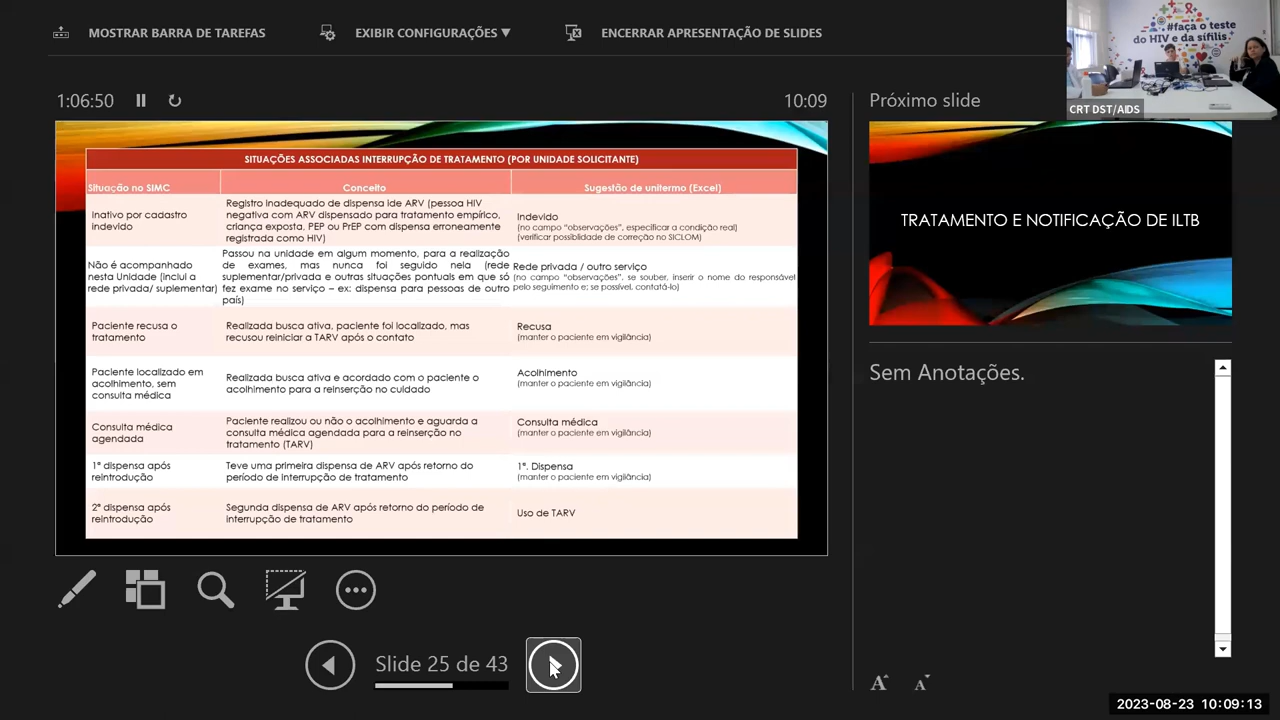 MOSTRAR BARRA DE TAREFAS
EXIBIR CONFIGURAÇÕES ▼
ENCERRAR APRESENTAÇÃO DE SLIDES
#faça o teste
do HIV e da sífilis
CRT DST/AIDS
1:06:50
10:09
Próximo slide
SITUAÇÕES ASSOCIADAS INTERRUPÇÃO DE TRATAMENTO (POR UNIDADE SOLICITANTE)
Situação no SIMC
Conceito
Sugestão de unitermo (Excel)
Inativo por cadastro
indevido
Registro inadequado de dispensa ide ARV (pessoa HIV
negativa com ARV dispensado para tratamento empírico,
criança exposta, PEP ou PrEP com dispensa erroneamente
registrada como HIV)
Indevido
(no campo “observações”, especificar a condição real)
(verificar possiblidade de correção no SICLOM)
Não é acompanhado
nesta Unidade (inclui a
rede privada/ suplementar)
Passou na unidade em algum momento, para a realização
de exames, mas nunca foi seguido nela (rede
suplementar/privada e outras situações pontuais em que só
fez exame no serviço – ex: dispensa para pessoas de outro
país)
Rede privada / outro serviço
(no campo “observações”, se souber, inserir o nome do responsável
pelo seguimento e; se possível, contatá-lo)
Paciente recusa o
tratamento
Realizada busca ativa, paciente foi localizado, mas
recusou reiniciar a TARV após o contato
Recusa
(manter o paciente em vigilância)
Paciente localizado em
acolhimento, sem
consulta médica
Realizada busca ativa e acordado com o paciente o
acolhimento para a reinserção no cuidado
Acolhimento
(manter o paciente em vigilância)
Consulta médica
agendada
Paciente realizou ou não o acolhimento e aguarda a
consulta médica agendada para a reinserção no
tratamento (TARV)
Consulta médica
(manter o paciente em vigilância)
1ª dispensa após
reintrodução
Teve uma primeira dispensa de ARV após retorno do
período de interrupção de tratamento
1ª. Dispensa
(manter o paciente em vigilância)
2ª dispensa após
reintrodução
Segunda dispensa de ARV após retorno do período de
interrupção de tratamento
Uso de TARV
TRATAMENTO E NOTIFICAÇÃO DE ILTB
Sem Anotações.
Slide 25 de 43
A A
2023-08-23 10:09:13